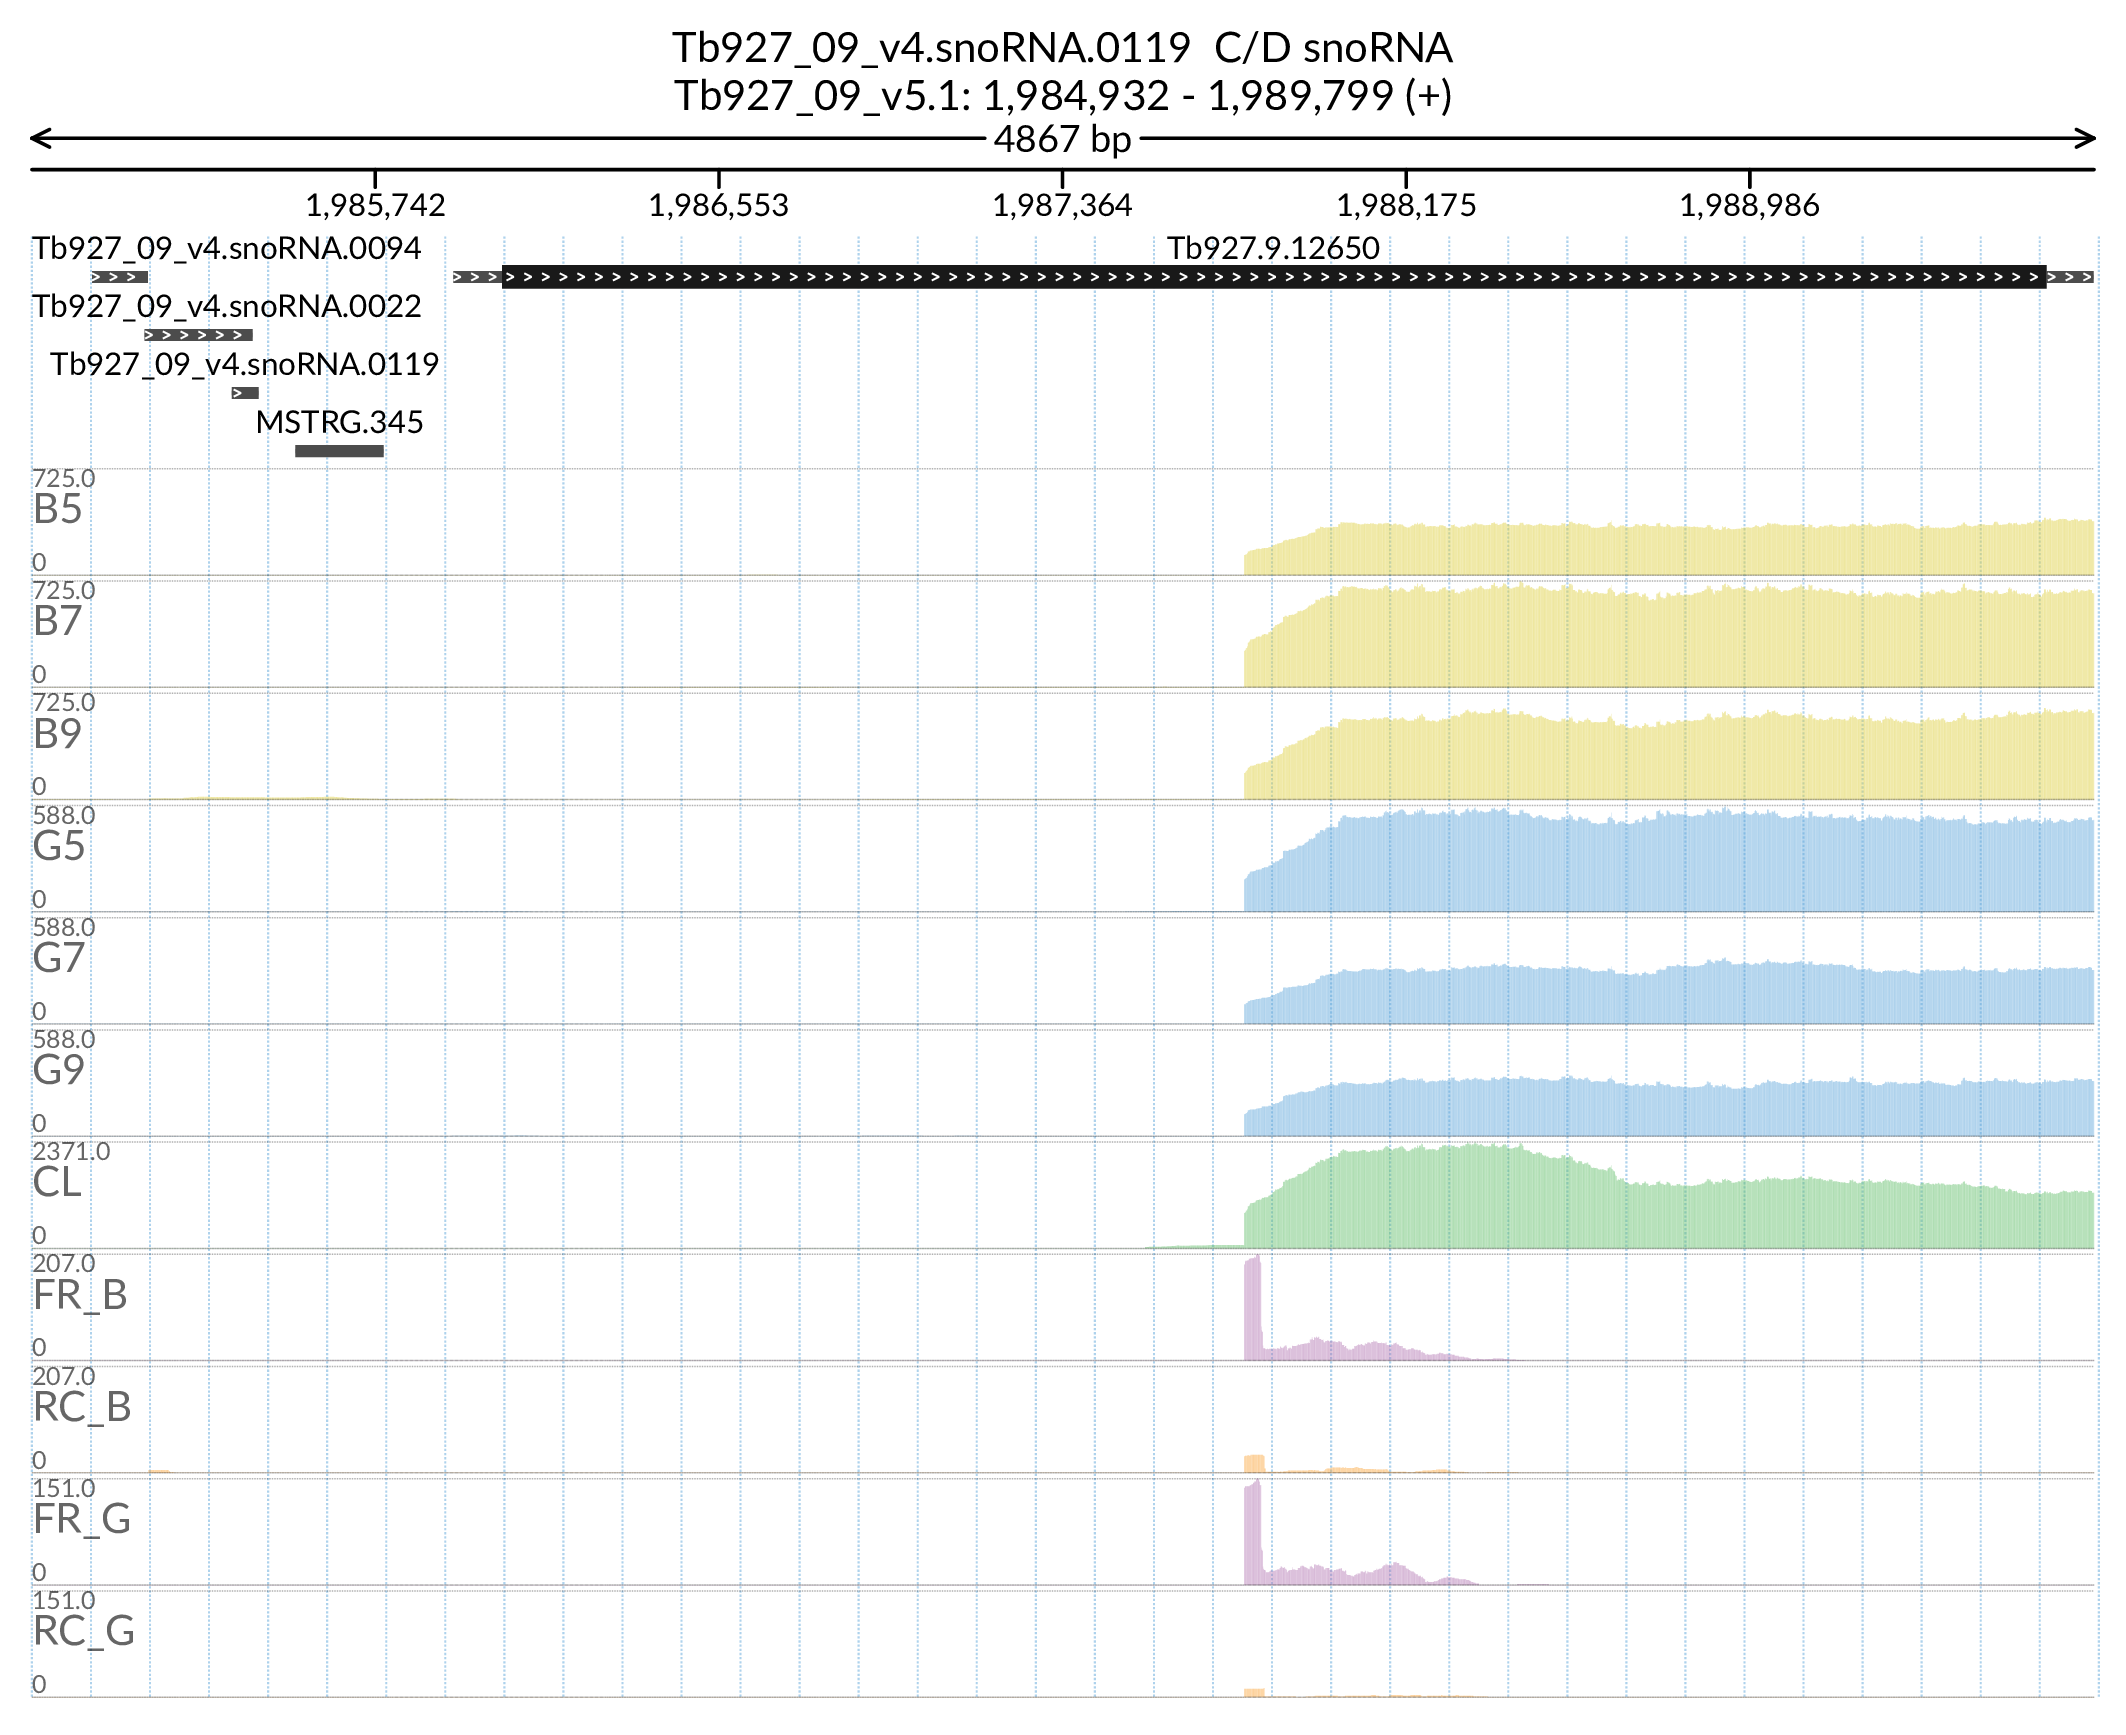 Tb927_09_v4.snoRNA.0119  C/D snoRNA
Tb927_09_v5.1: 1,984,932 - 1,989,799 (+)
4867 bp
1,985,742 1,986,553 1,987,364 1,988,175 1,988,986
Tb927_09_v4.snoRNA.0094 Tb927.9.12650
Tb927_09_v4.snoRNA.0022
Tb927_09_v4.snoRNA.0119
MSTRG.345
725.0
B5
0
725.0
B7
0
725.0
B9
0
588.0
G5
0
588.0
G7
0
588.0
G9
0
2371.0
CL
0
207.0
FR_B
0
207.0
RC_B
0
151.0
FR_G
0
151.0
RC_G
0